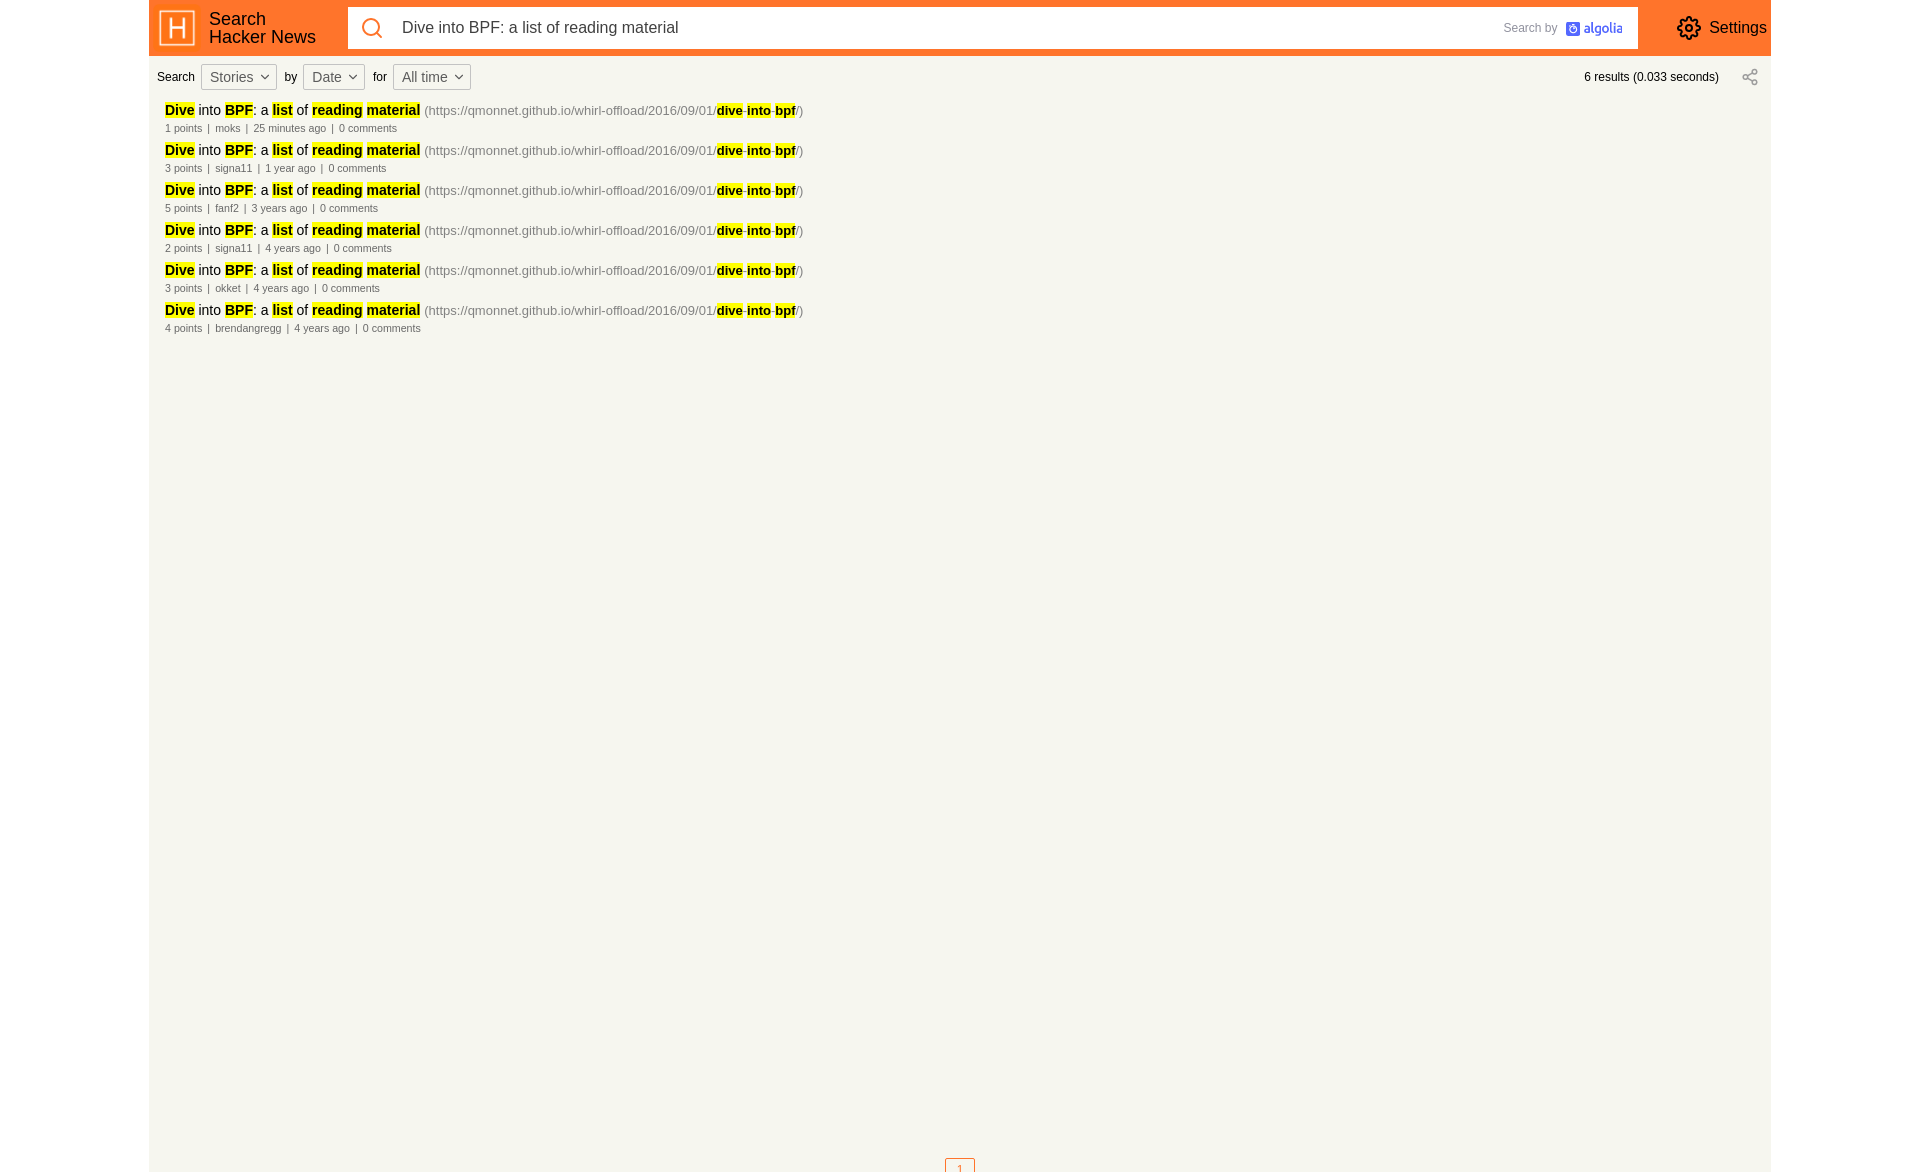 H
Search
Hacker News
Dive into BPF: a list of reading material
Search by algolia
Settings
Search Stories by Date for All time
6 results (0.033 seconds)
Dive into BPF: a list of reading material (https://qmonnet.github.io/whirl-offload/2016/09/01/dive-into-bpf/)
1 points | moks | 25 minutes ago | 0 comments
Dive into BPF: a list of reading material (https://qmonnet.github.io/whirl-offload/2016/09/01/dive-into-bpf/)
3 points | signa11 | 1 year ago | 0 comments
Dive into BPF: a list of reading material (https://qmonnet.github.io/whirl-offload/2016/09/01/dive-into-bpf/)
5 points | fanf2 | 3 years ago | 0 comments
Dive into BPF: a list of reading material (https://qmonnet.github.io/whirl-offload/2016/09/01/dive-into-bpf/)
2 points | signa11 | 4 years ago | 0 comments
Dive into BPF: a list of reading material (https://qmonnet.github.io/whirl-offload/2016/09/01/dive-into-bpf/)
3 points | okket | 4 years ago | 0 comments
Dive into BPF: a list of reading material (https://qmonnet.github.io/whirl-offload/2016/09/01/dive-into-bpf/)
4 points | brendangregg | 4 years ago | 0 comments
1